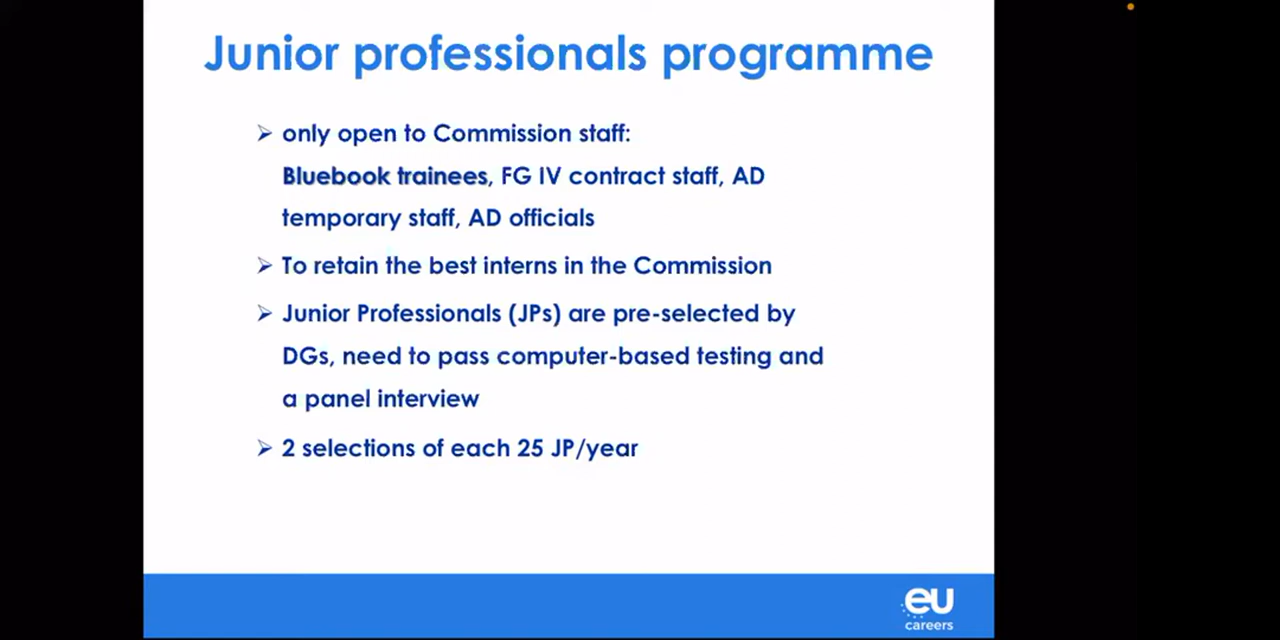 Junior professionals programme
➢ only open to Commission staff:
Bluebook trainees, FG IV contract staff, AD
temporary staff, AD officials
➢ To retain the best interns in the Commission
➢ Junior Professionals (JPs) are pre-selected by
DGs, need to pass computer-based testing and
a panel interview
➢ 2 selections of each 25 JP/year
eu
careers